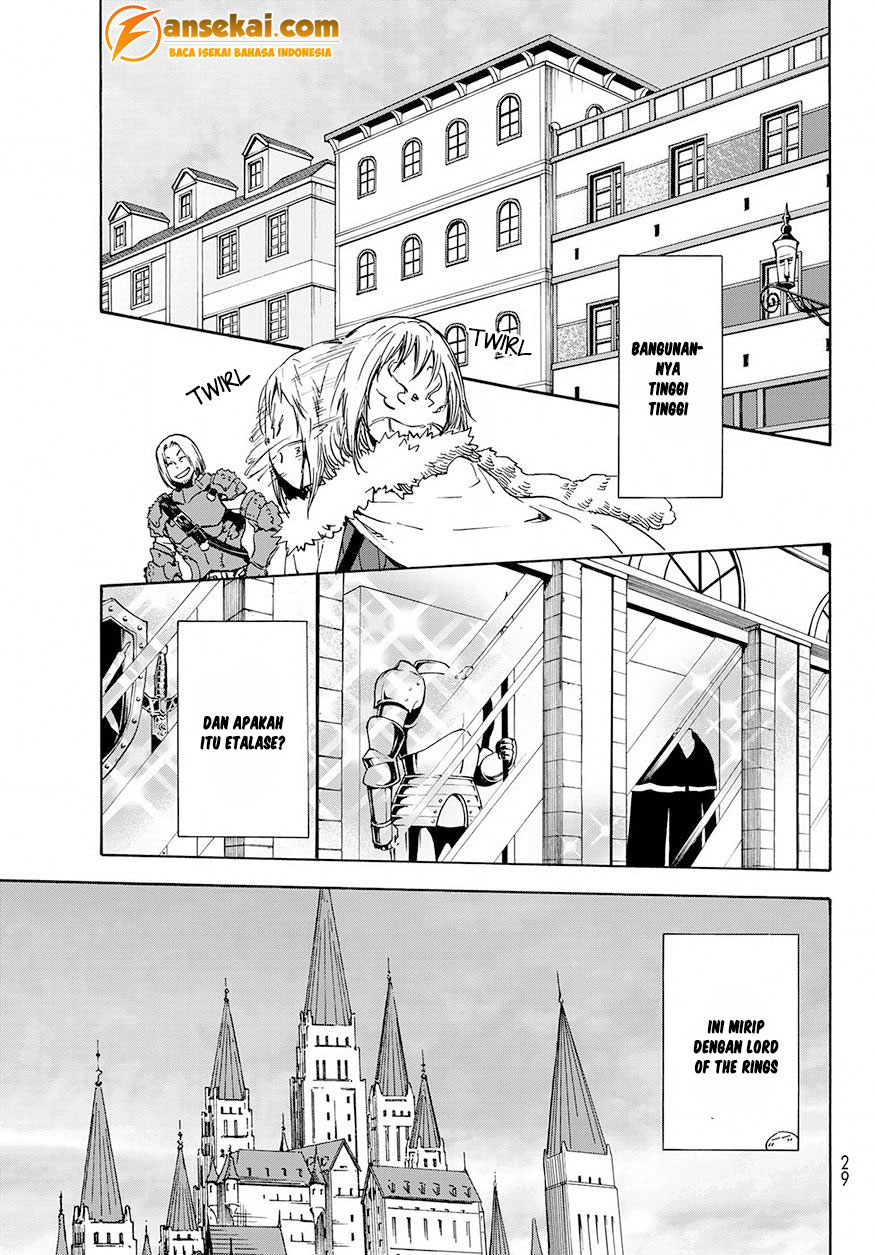 ansekai.com
BACA ISEKAI BAHASA INDONESIA
BANGUNAN-
NYA
TINGGI
TINGGI
TWIRL
TWIRL
DAN APAKAH
ITU ETALASE?
INI MIRIP
DENGAN LORD
OF THE RINGS
29